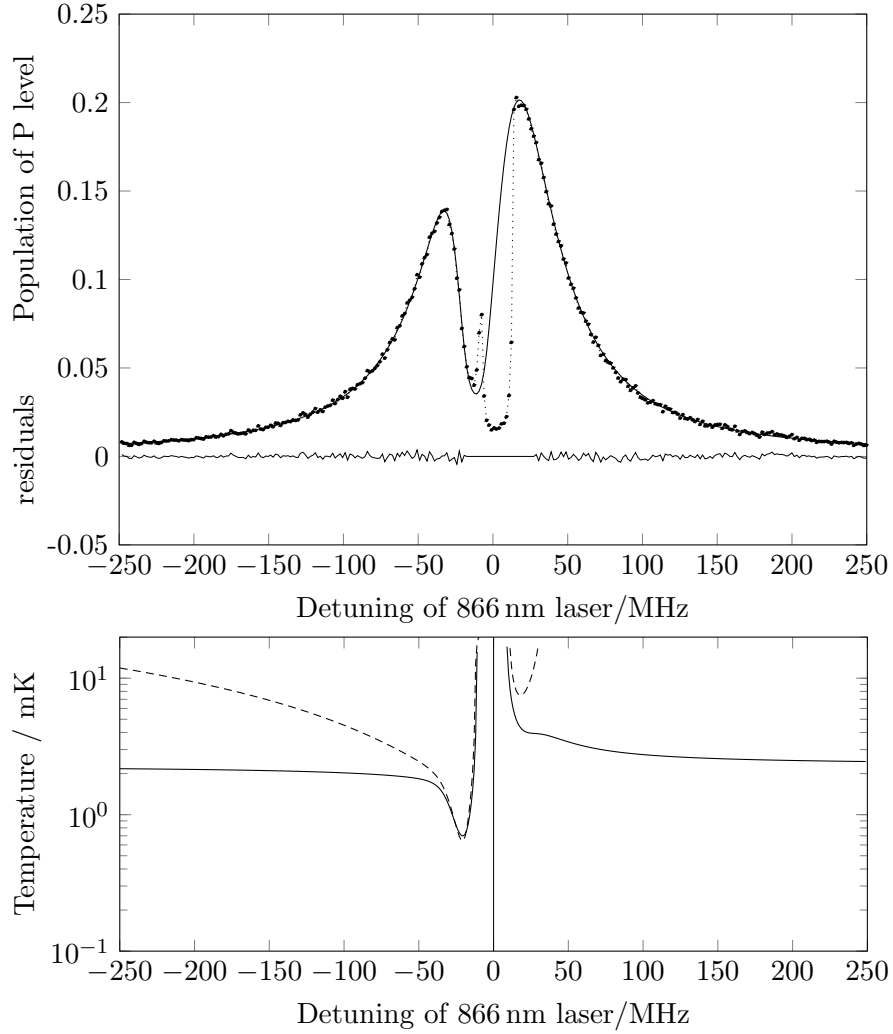 0.25
0.2
0.15
0.1
0.05
0
-0.05
Population of P level
residuals
−250 −200 −150 −100 −50 0 50 100 150 200 250
Detuning of 866 nm laser/MHz
10^1
10^0
10^−1
Temperature / mK
−250 −200 −150 −100 −50 0 50 100 150 200 250
Detuning of 866 nm laser/MHz